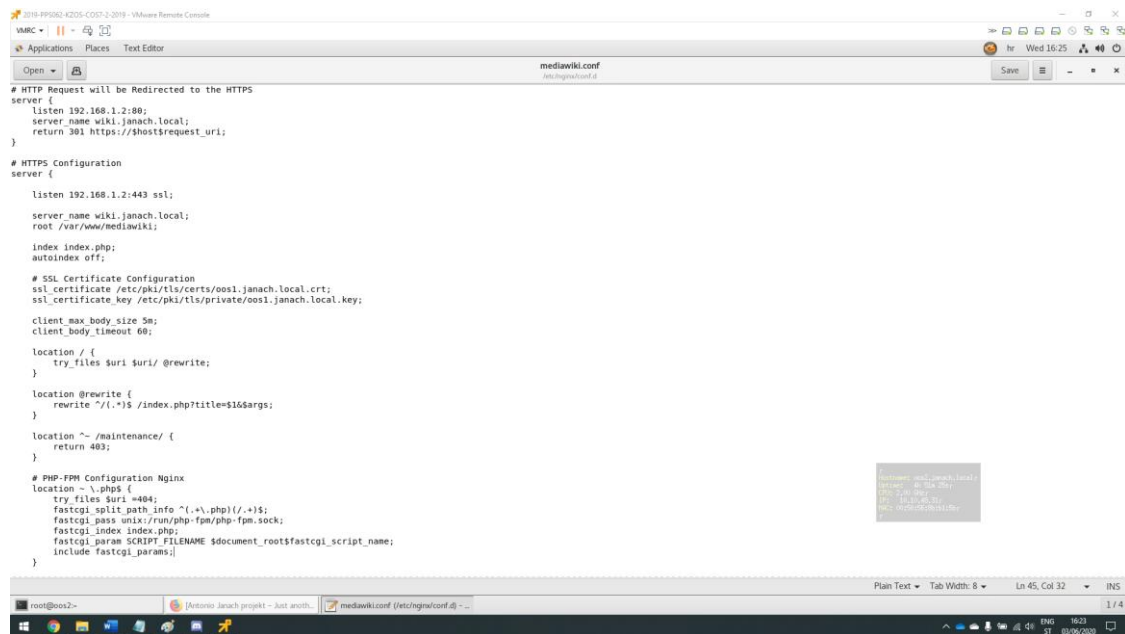 2019-PPS062-KZOS-COS7-2-2019 - VMware Remote Console
VMRC
Applications Places Text Editor
hr Wed 16:25
Open
mediawiki.conf
/etc/nginx/conf.d
Save
# HTTP Request will be Redirected to the HTTPS
server {
listen 192.168.1.2:80;
server_name wiki.janach.local;
return 301 https://$host$request_uri;
}
# HTTPS Configuration
server {
listen 192.168.1.2:443 ssl;
server_name wiki.janach.local;
root /var/www/mediawiki;
index index.php;
autoindex off;
# SSL Certificate Configuration
ssl_certificate /etc/pki/tls/certs/oos1.janach.local.crt;
ssl_certificate_key /etc/pki/tls/private/oos1.janach.local.key;
client_max_body_size 5m;
client_body_timeout 60;
location / {
try_files $uri $uri/ @rewrite;
}
location @rewrite {
rewrite ^/(.*)$ /index.php?title=$1&$args;
}
location ^~ /maintenance/ {
return 403;
}
# PHP-FPM Configuration Nginx
location ~ \.php$ {
try_files $uri =404;
fastcgi_split_path_info ^(.+\.php)(/.+)$;
fastcgi_pass unix:/run/php-fpm/php-fpm.sock;
fastcgi_index index.php;
fastcgi_param SCRIPT_FILENAME $document_root$fastcgi_script_name;
include fastcgi_params;
}
Plain Text Tab Width: 8 Ln 45, Col 32 INS
root@oos2:~
[Antonio Janach projekt – Just anoth...
mediawiki.conf (/etc/nginx/conf.d) - ...
1 / 4
ENG 16:23
ST 03/06/2020